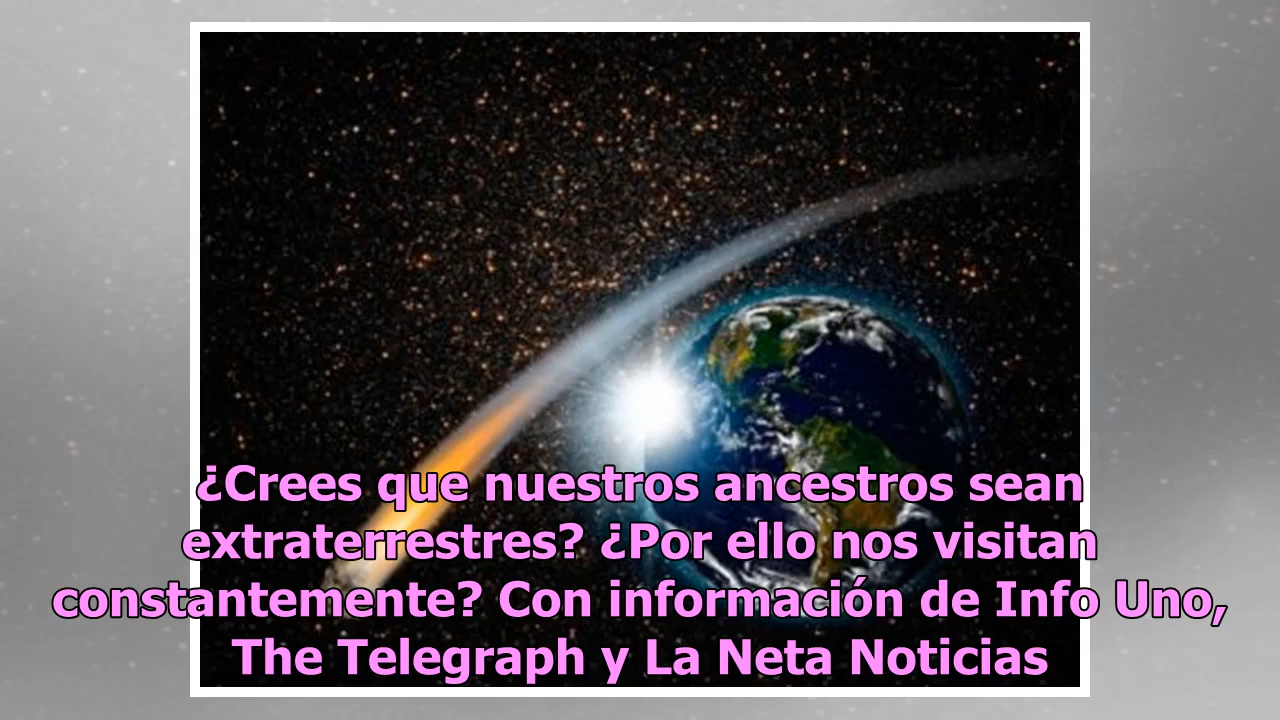 ¿Crees que nuestros ancestros sean
extraterrestres? ¿Por ello nos visitan
constantemente? Con información de Info Uno,
The Telegraph y La Neta Noticias